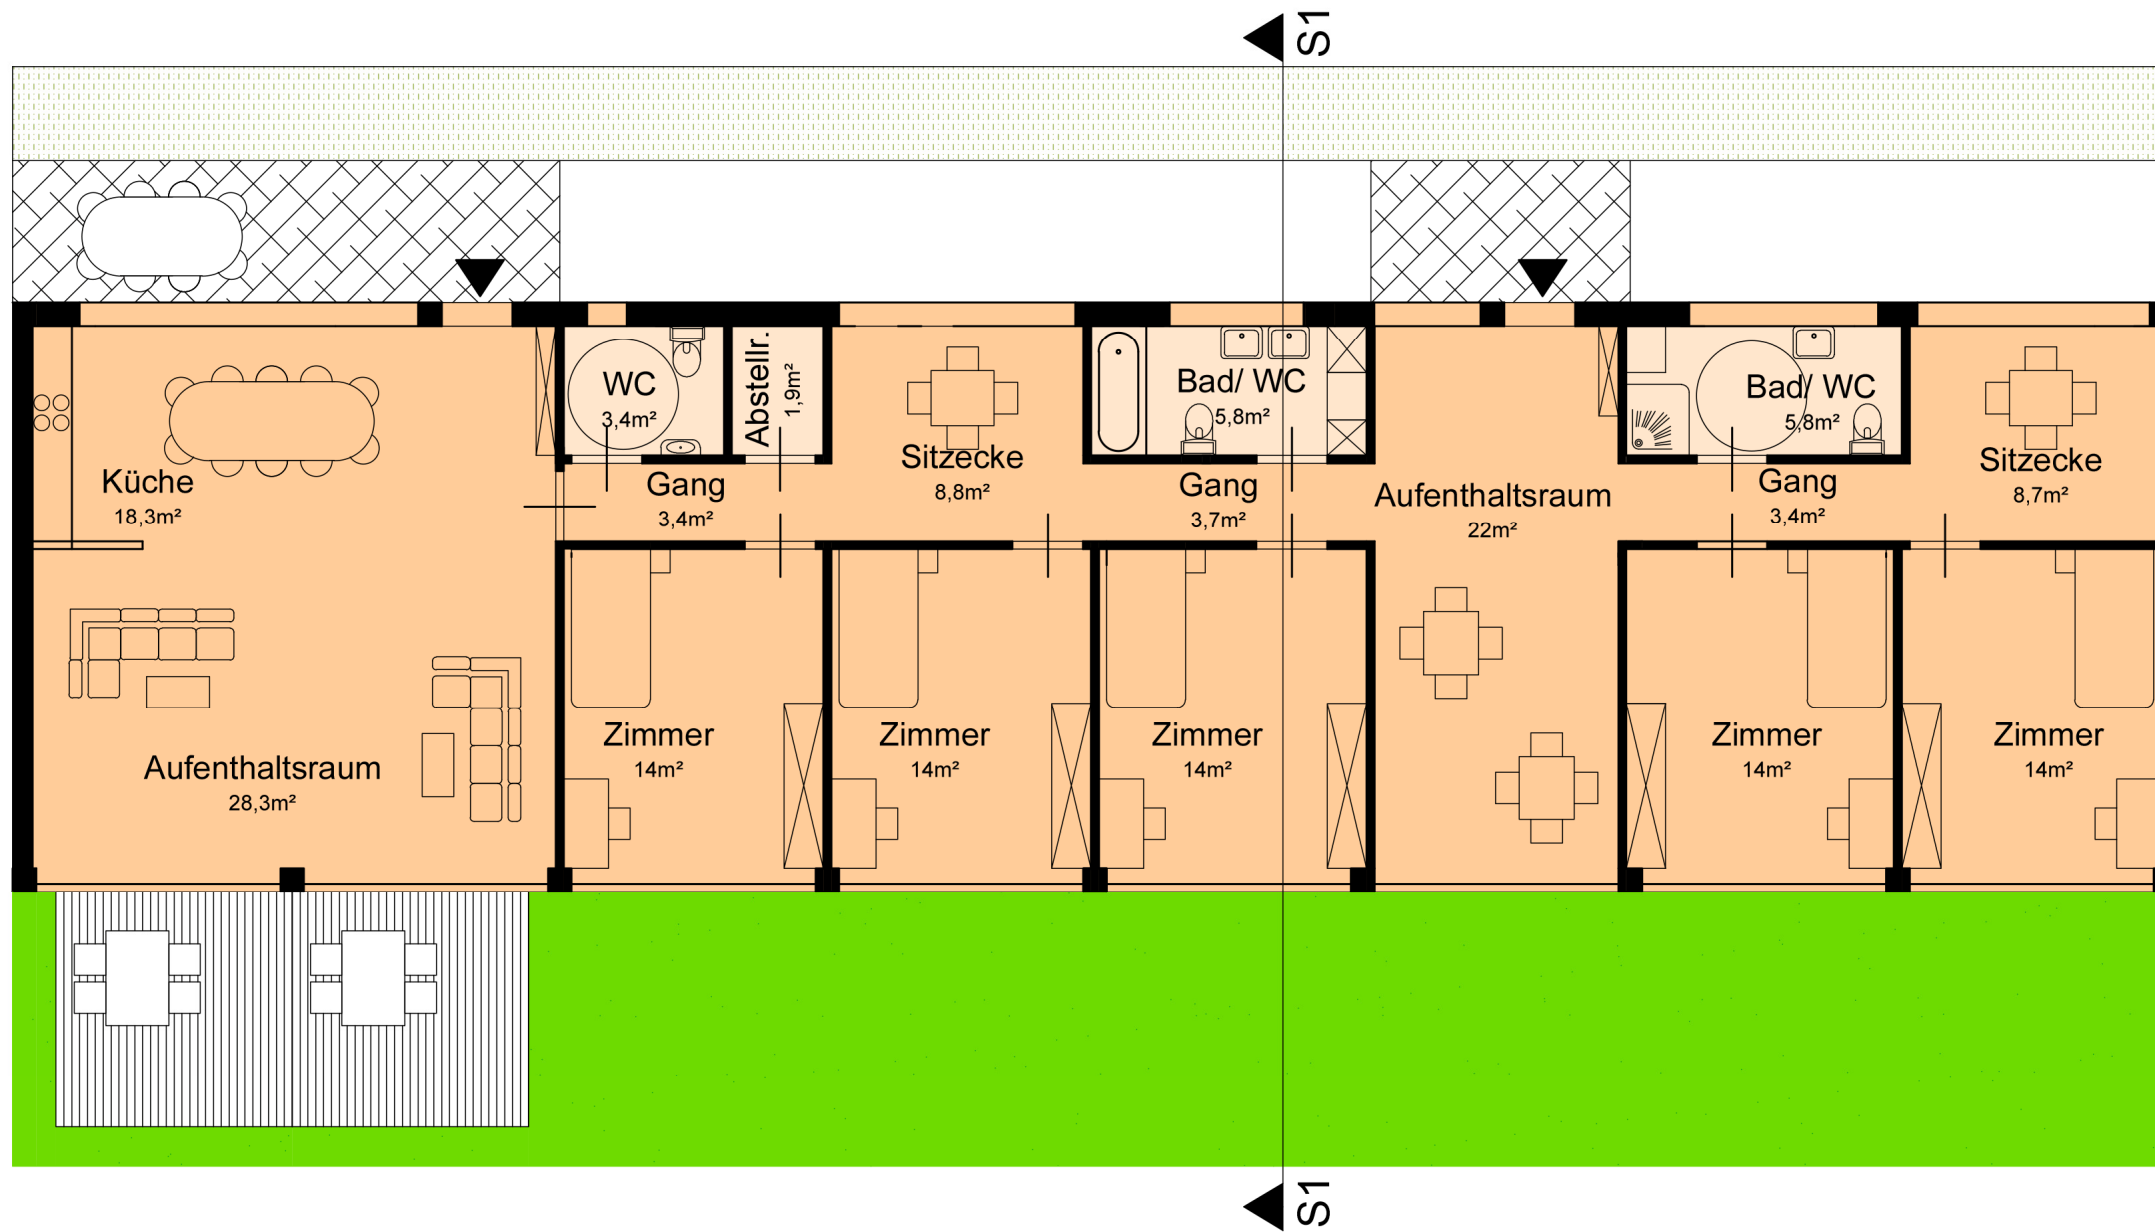 S1
Küche
18,3m²
WC
3,4m²
Abstellr.
1,9m²
Gang
3,4m²
Sitzecke
8,8m²
Bad/ WC
5,8m²
Gang
3,7m²
Aufenthaltsraum
22m²
Bad/ WC
5,8m²
Gang
3,4m²
Sitzecke
8,7m²
Aufenthaltsraum
28,3m²
Zimmer
14m²
Zimmer
14m²
Zimmer
14m²
Zimmer
14m²
Zimmer
14m²
S1